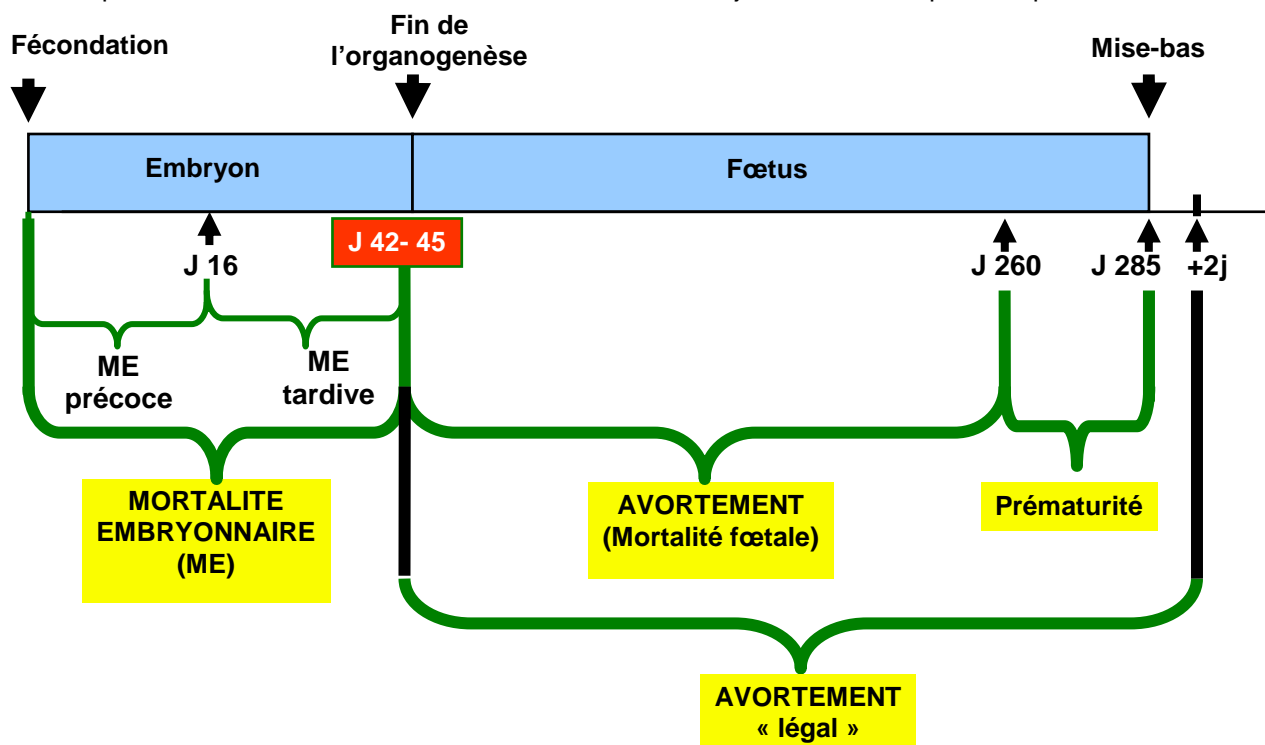 Fécondation
Fin de
l'organogenèse
Mise-bas
Embryon
Fœtus
J 16
J 42- 45
J 260
J 285
+2j
ME
précoce
ME
tardive
MORTALITE
EMBRYONNAIRE
(ME)
AVORTEMENT
(Mortalité fœtale)
Prématurité
AVORTEMENT
« légal »